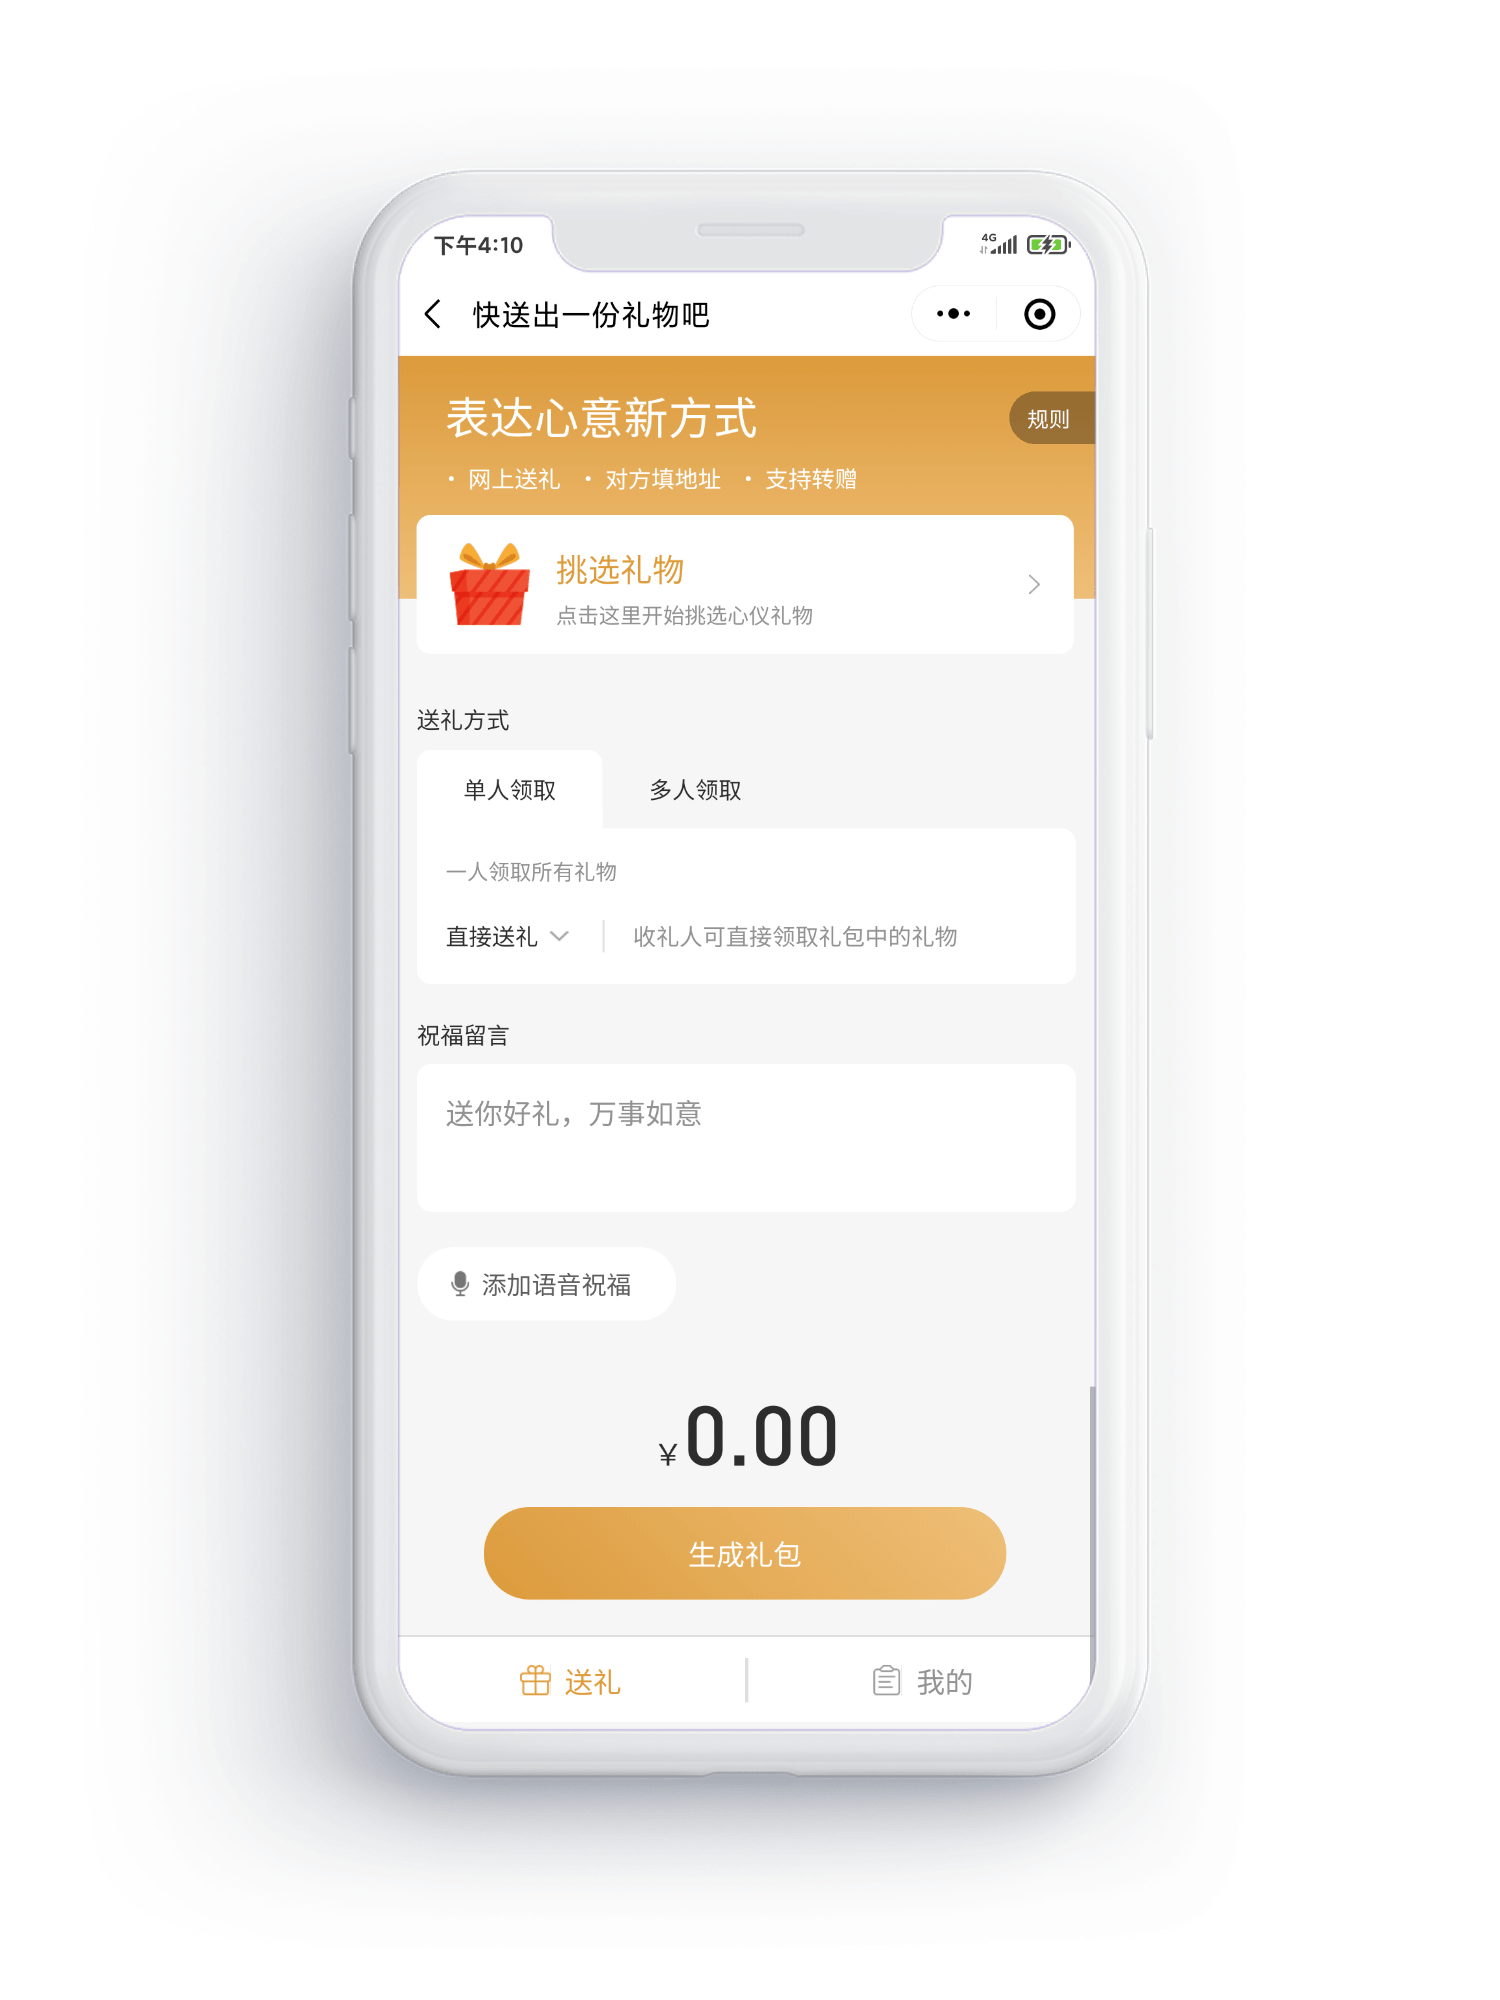 下午4:10
4G
快送出一份礼物吧
表达心意新方式
规则
· 网上送礼 · 对方填地址 · 支持转赠
挑选礼物
点击这里开始挑选心仪礼物
送礼方式
单人领取 多人领取
一人领取所有礼物
直接送礼 收礼人可直接领取礼包中的礼物
祝福留言
送你好礼，万事如意
添加语音祝福
¥0.00
生成礼包
送礼 我的